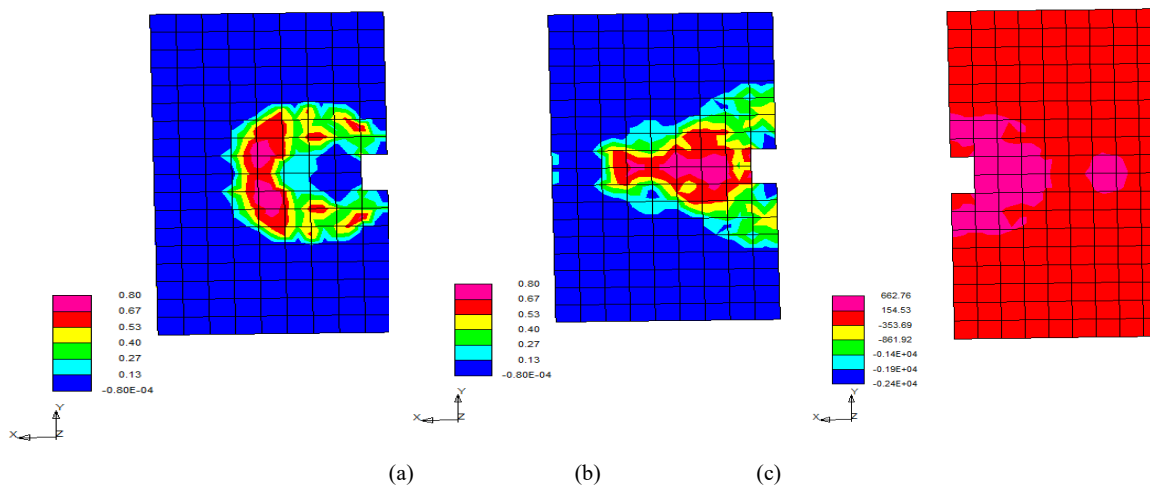 0.80
0.67
0.53
0.40
0.27
0.13
-0.80E-04
Y
X
Z
0.80
0.67
0.53
0.40
0.27
0.13
-0.80E-04
Y
X
Z
662.76
154.53
-353.69
-861.92
-0.14E+04
-0.19E+04
-0.24E+04
Y
X
Z
(a) (b) (c)